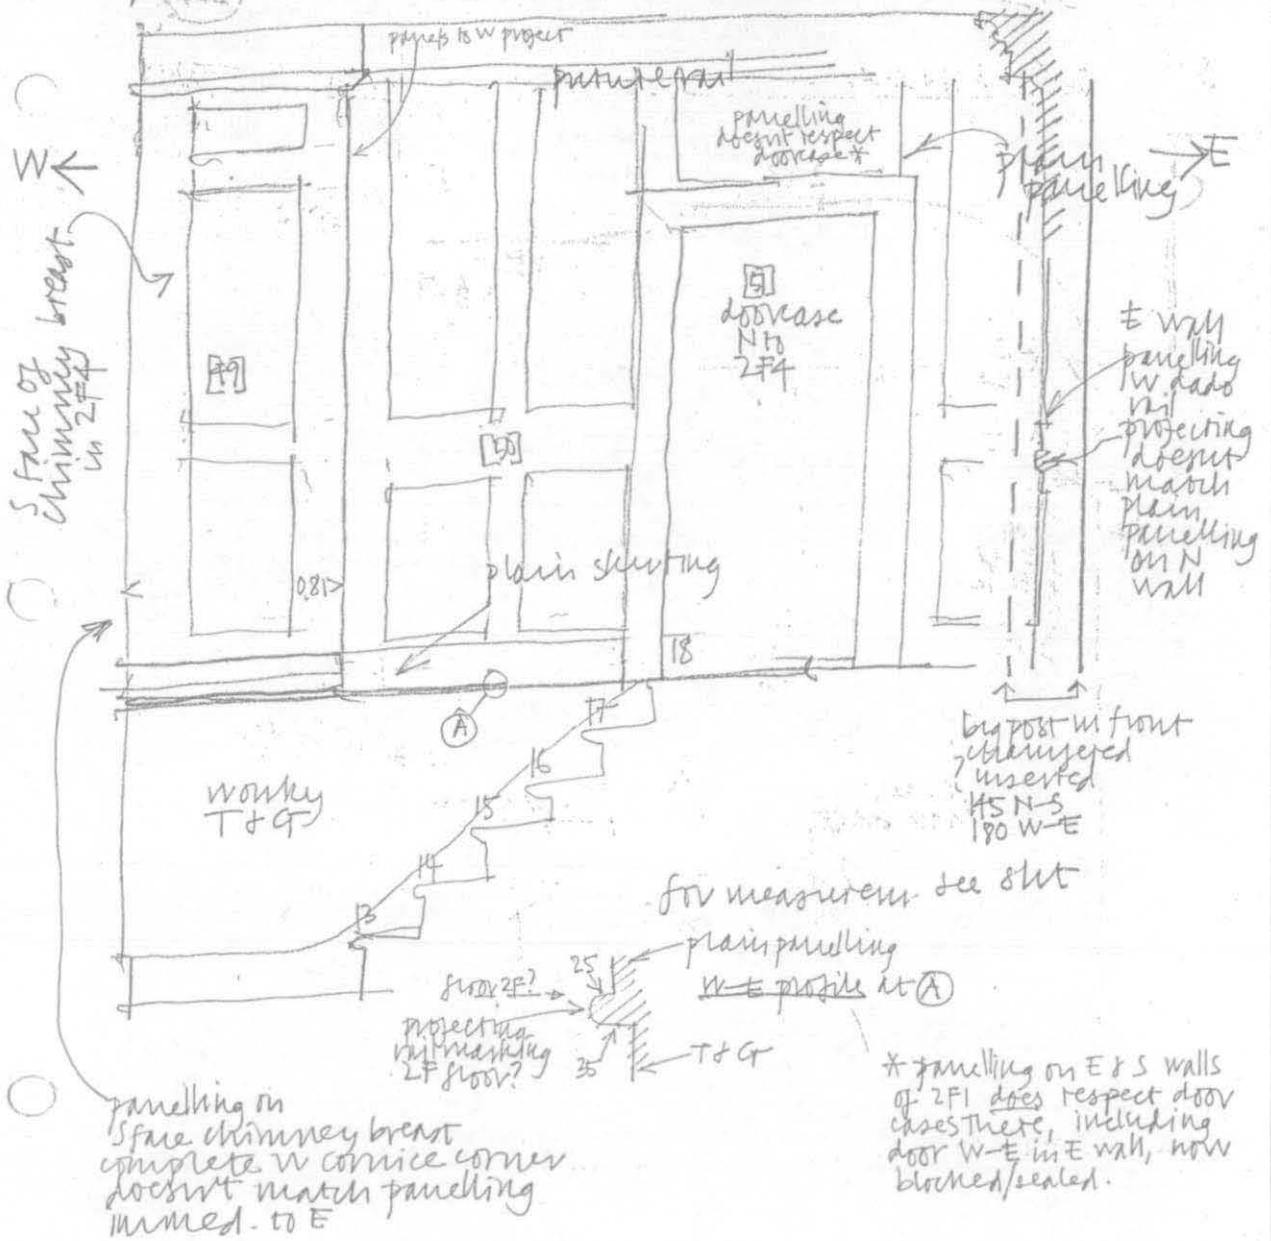 panels to W project
picture rail
panelling
doesn't respect
doorcase *
W
E
plain
panelling
S face of
chimney breast
in 2F4
[49]
[50]
[51]
doorcase
N to
2F4
E wall
panelling
W dado
rail
projecting
doesn't
match
plain
panelling
on N
wall
0.81
plain skirting
18
A
17
16
15
14
13
wonky
T & G
big post in front
chamfered
? inserted
145 N-S
180 W-E
for measurem. see sht
plain panelling
W-E profile at A
25
floor 2F?
projecting
rail masking
2F floor?
35
T & G
panelling on
S face chimney breast
complete W cornice corner
doesn't match panelling
immed. to E
* panelling on E & S walls
of 2F1 does respect door
cases there, including
door W-E in E wall, now
blocked/sealed.